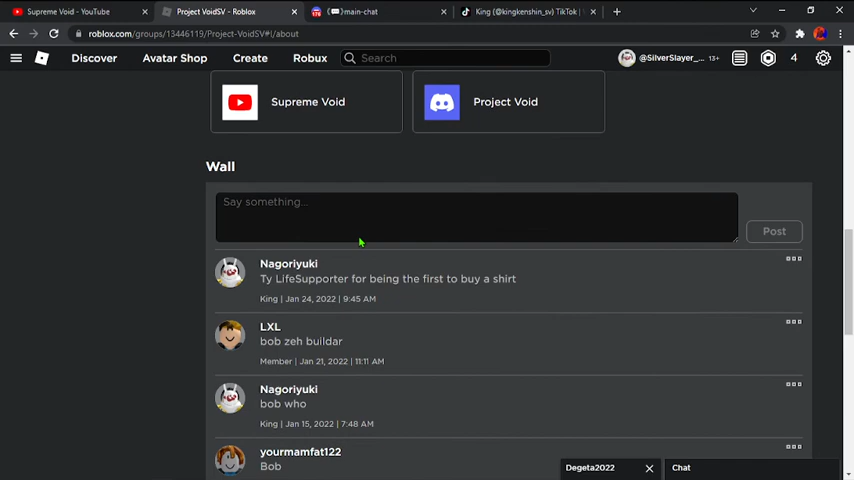 Supreme Void - YouTube
Project VoidSV - Roblox
main-chat
King (@kingkenshin_sv) TikTok | W
roblox.com/groups/13446119/Project-VoidSV#!/about
Discover
Avatar Shop
Create
Robux
Search
@SilverSlayer_... 13+
4
Supreme Void
Project Void
Wall
Say something...
Post
Nagoriyuki
Ty LifeSupporter for being the first to buy a shirt
King | Jan 24, 2022 | 9:45 AM
LXL
bob zeh buildar
Member | Jan 21, 2022 | 11:11 AM
Nagoriyuki
bob who
King | Jan 15, 2022 | 7:48 AM
yourmamfat122
Bob
Degeta2022
Chat